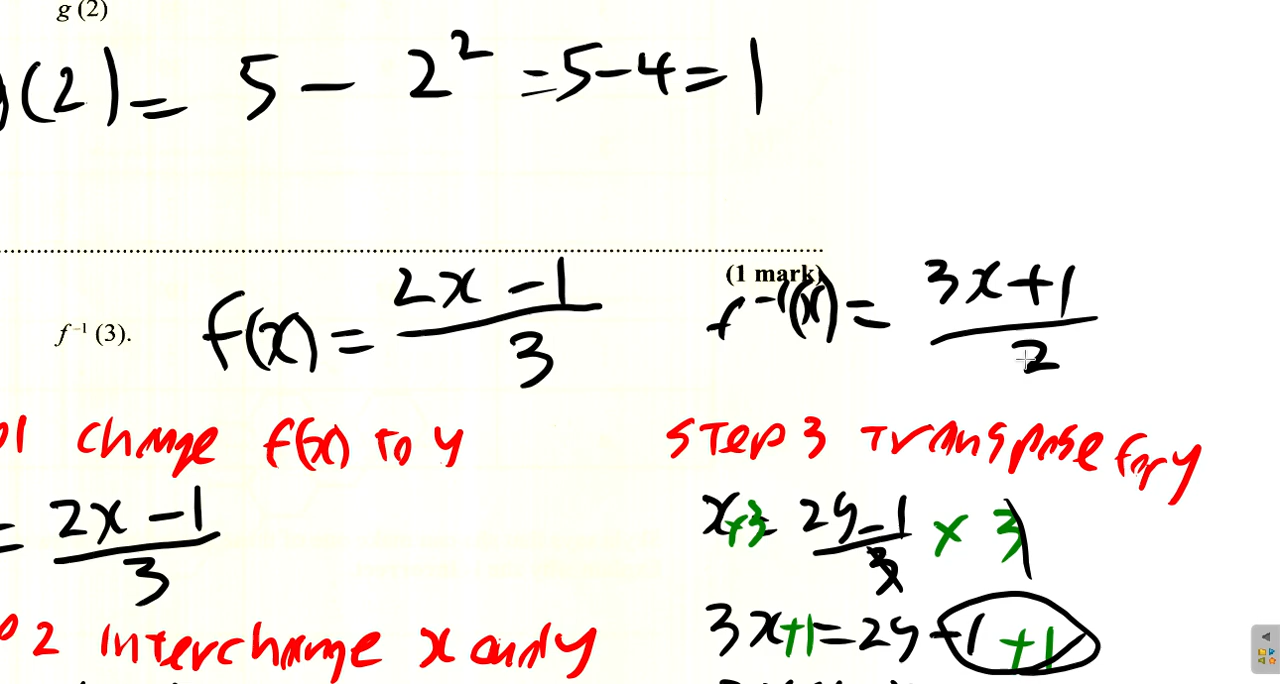 g (2)
(2) = 5 - 2² = 5-4 = 1
(1 mark)
f⁻¹ (3).
f(x) = (2x - 1)/3
f⁻¹(x) = (3x+1)/2
1 change f(x) to y
= (2x - 1)/3
2 interchange x and y
Step 3 Transpose for y
x×3 = (2y-1)/3 × 3
3x+1 = 2y-1+1